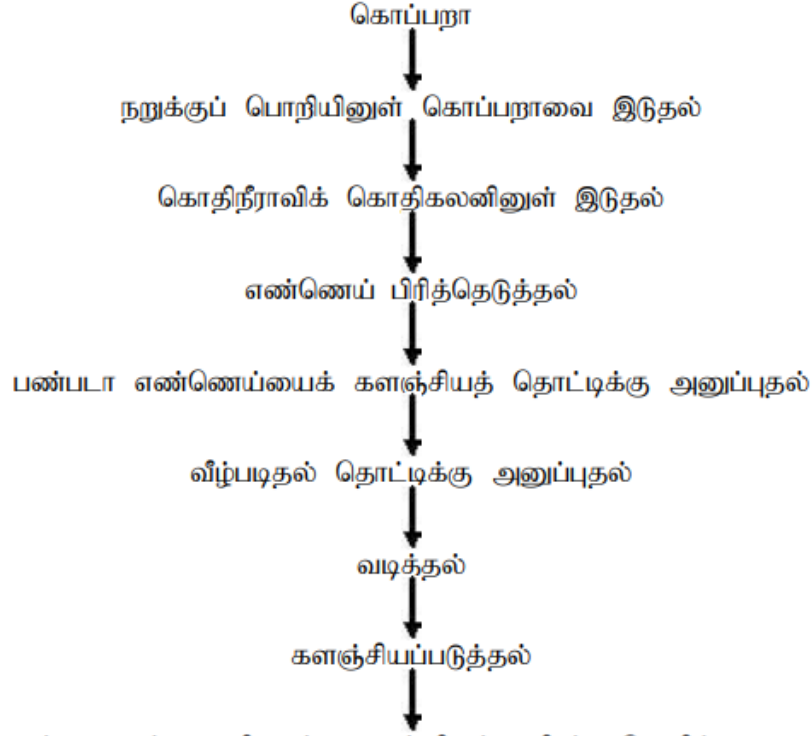 கொப்பறா
நறுக்குப் பொறியினுள் கொப்பறாவை இடுதல்
கொதிநீராவிக் கொதிகலனினுள் இடுதல்
எண்ணெய் பிரித்தெடுத்தல்
பண்படா எண்ணெய்யைக் களஞ்சியத் தொட்டிக்கு அனுப்புதல்
வீழ்படிதல் தொட்டிக்கு அனுப்புதல்
வடித்தல்
களஞ்சியப்படுத்தல்